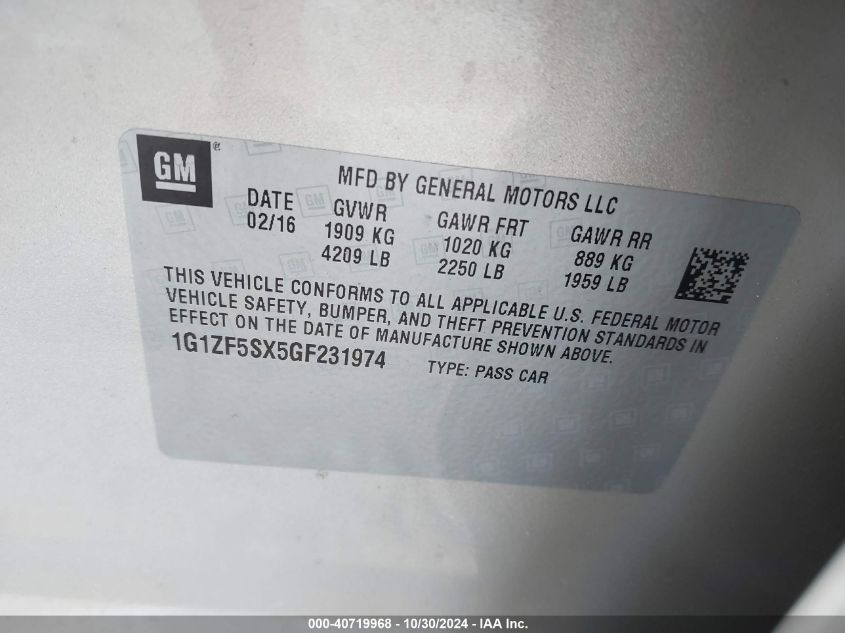 GM
MFD BY GENERAL MOTORS LLC
DATE GVWR GAWR FRT GAWR RR
02/16 1909 KG 1020 KG 889 KG
4209 LB 2250 LB 1959 LB
THIS VEHICLE CONFORMS TO ALL APPLICABLE U.S. FEDERAL MOTOR
VEHICLE SAFETY, BUMPER, AND THEFT PREVENTION STANDARDS IN
EFFECT ON THE DATE OF MANUFACTURE SHOWN ABOVE.
1G1ZF5SX5GF231974 TYPE: PASS CAR
000-40719968 - 10/30/2024 - IAA Inc.